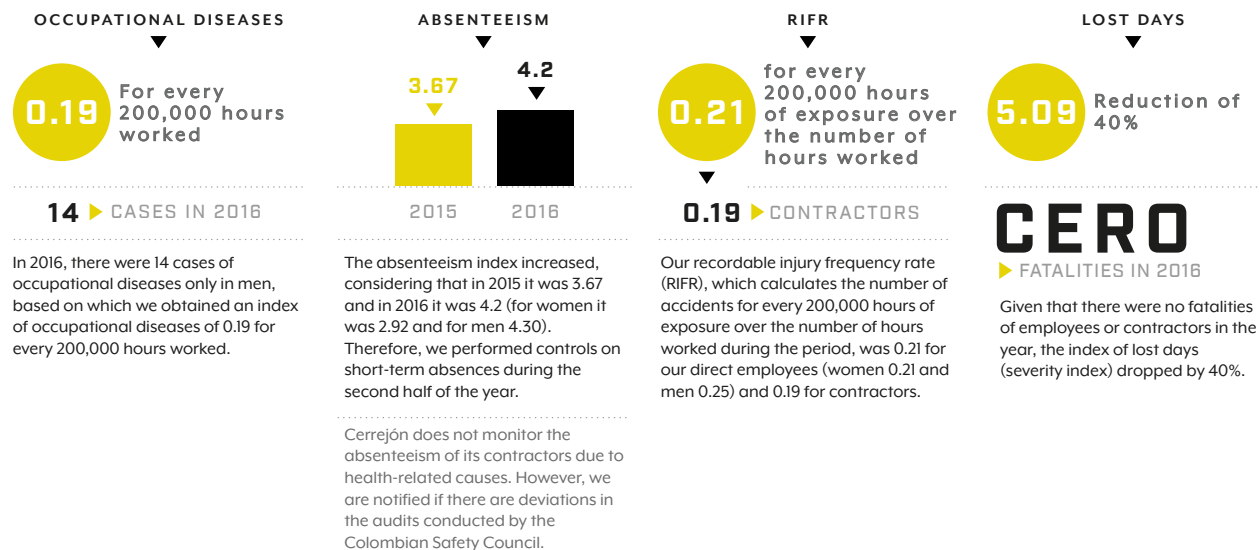 OCCUPATIONAL DISEASES
0.19
For every
200,000 hours
worked
14 CASES IN 2016
In 2016, there were 14 cases of
occupational diseases only in men,
based on which we obtained an index
of occupational diseases of 0.19 for
every 200,000 hours worked.
ABSENTEEISM
3.67
4.2
2015
2016
The absenteeism index increased,
considering that in 2015 it was 3.67
and in 2016 it was 4.2 (for women it
was 2.92 and for men 4.30).
Therefore, we performed controls on
short-term absences during the
second half of the year.
Cerrejón does not monitor the
absenteeism of its contractors due to
health-related causes. However, we
are notified if there are deviations in
the audits conducted by the
Colombian Safety Council.
RIFR
0.21
for every
200,000 hours
of exposure over
the number of
hours worked
0.19 CONTRACTORS
Our recordable injury frequency rate
(RIFR), which calculates the number of
accidents for every 200,000 hours of
exposure over the number of hours
worked during the period, was 0.21 for
our direct employees (women 0.21 and
men 0.25) and 0.19 for contractors.
LOST DAYS
5.09
Reduction of
40%
CERO
FATALITIES IN 2016
Given that there were no fatalities
of employees or contractors in the
year, the index of lost days
(severity index) dropped by 40%.